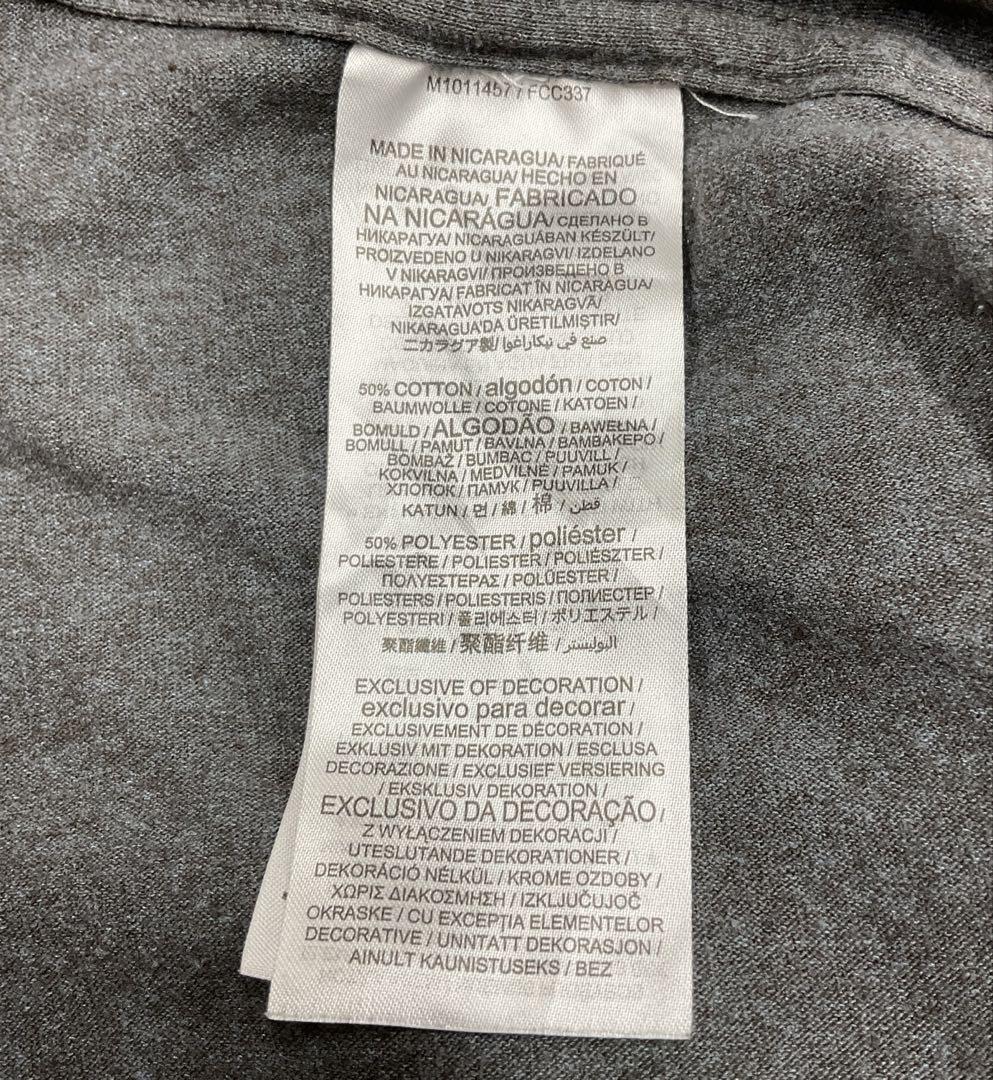 M1011457 / FCC337
MADE IN NICARAGUA/ FABRIQUÉ
AU NICARAGUA/ HECHO EN
NICARAGUA/ FABRICADO
NA NICARÁGUA/ СДЕЛАНО В
НИКАРАГУА/ NICARAGUÁBAN KÉSZÜLT/
PROIZVEDENO U NIKARAGVI/ IZDELANO
V NIKARAGVI/ ПРОИЗВЕДЕНО В
НИКАРАГУА/ FABRICAT ÎN NICARAGUA/
IZGATAVOTS NIKARAGVĀ/
NIKARAGUA'DA ÜRETILMIŞTIR/
ニカラグア製/ صنع في نيكاراغوا
50% COTTON / algodón / COTON /
BAUMWOLLE / COTONE / KATOEN /
BOMULD / ALGODÃO / BAWEŁNA /
BOMULL / PAMUT / BAVLNA / ΒΑΜΒΑΚΕΡΟ /
BOMBAŽ / BUMBAC / PUUVILL /
KOKVILNA / MEDVILNĖ / PAMUK /
ХЛОПОК / ПАМУК / PUUVILLA /
KATUN / 면 / 綿 / 棉 / قطن
50% POLYESTER / poliéster /
POLIESTERE / POLIESTER / POLIÉSZTER /
ΠΟΛΥΕΣΤΕΡΑΣ / POLÜESTER /
POLIESTERS / POLIESTERIS / ПОЛИЕСТЕР /
POLYESTERI / 폴리에스터 / ポリエステル /
聚酯纖維 / 聚酯纤维 / البوليستر
EXCLUSIVE OF DECORATION /
exclusivo para decorar /
EXCLUSIVEMENT DE DÉCORATION /
EXKLUSIV MIT DEKORATION / ESCLUSA
DECORAZIONE / EXCLUSIEF VERSIERING
/ EKSKLUSIV DEKORATION /
EXCLUSIVO DA DECORAÇÃO /
Z WYŁĄCZENIEM DEKORACJI /
UTESLUTANDE DEKORATIONER /
DEKORÁCIÓ NÉLKÜL / KROME OZDOBY /
ΧΩΡΙΣ ΔΙΑΚΟΣΜΗΣΗ / IZKLJUČUJOČ
OKRASKE / CU EXCEPȚIA ELEMENTELOR
DECORATIVE / UNNTATT DEKORASJON /
AINULT KAUNISTUSEKS / BEZ